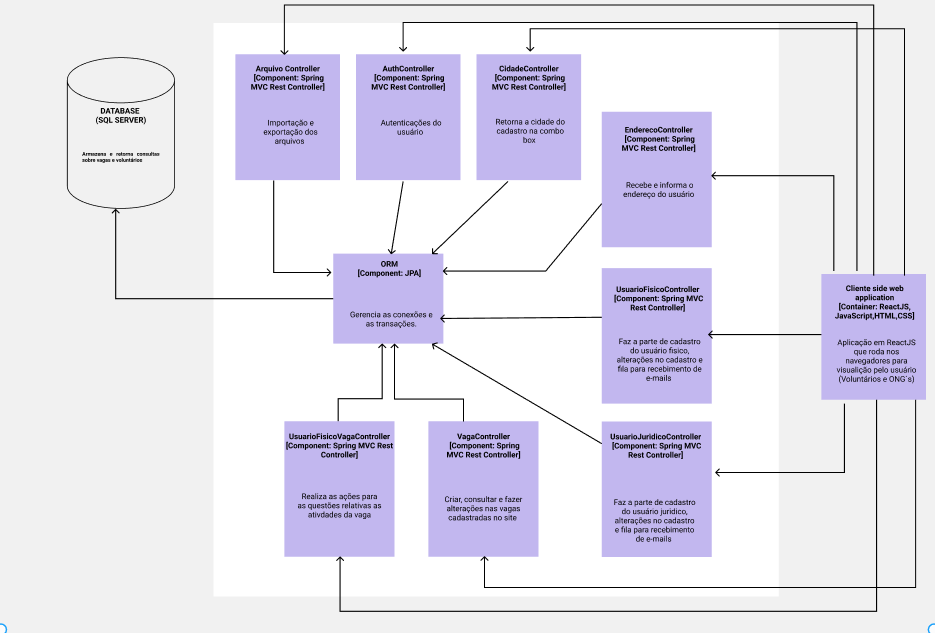 DATABASE
(SQL SERVER)
Armazena e retorna consultas
sobre vagas e voluntários
Arquivo Controller
[Component: Spring
MVC Rest Controller]
Importação e
exportação dos
arquivos
AuthController
[Component: Spring
MVC Rest Controller]
Autenticações do
usuário
CidadeController
[Component: Spring
MVC Rest Controller]
Retorna a cidade do
cadastro na combo
box
EnderecoController
[Component: Spring
MVC Rest Controller]
Recebe e informa o
endereço do usuário
ORM
[Component: JPA]
Gerencia as conexões e
as transações.
UsuarioFisicoController
[Component: Spring MVC
Rest Controller]
Faz a parte de cadastro
do usuário fisico,
alterações no cadastro e
fila para recebimento de
e-mails
Cliente side web
application
[Container: ReactJS,
JavaScript,HTML,CSS]
Aplicação em ReactJS
que roda nos
navegadores para
visualição pelo usuário
(Voluntários e ONG´s)
UsuarioFisicoVagaController
[Component: Spring MVC Rest
Controller]
Realiza as ações para
as questões relativas as
ativdades da vaga
VagaController
[Component: Spring
MVC Rest Controller]
Criar, consultar e fazer
alterações nas vagas
cadastradas no site
UsuarioJuridicoController
[Component: Spring MVC
Rest Controller]
Faz a parte de cadastro
do usuário juridico,
alterações no cadastro
e fila para recebimento
de e-mails